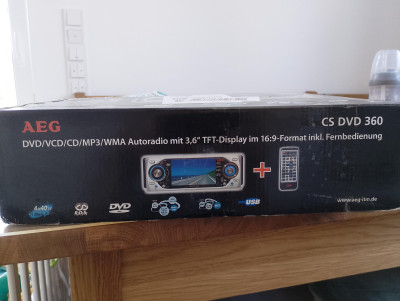 AEG
CS DVD 360
DVD/VCD/CD/MP3/WMA Autoradio mit 3,6" TFT-Display im 16:9-Format inkl. Fernbedienung
DVD
USB
www.aeg-itm.de